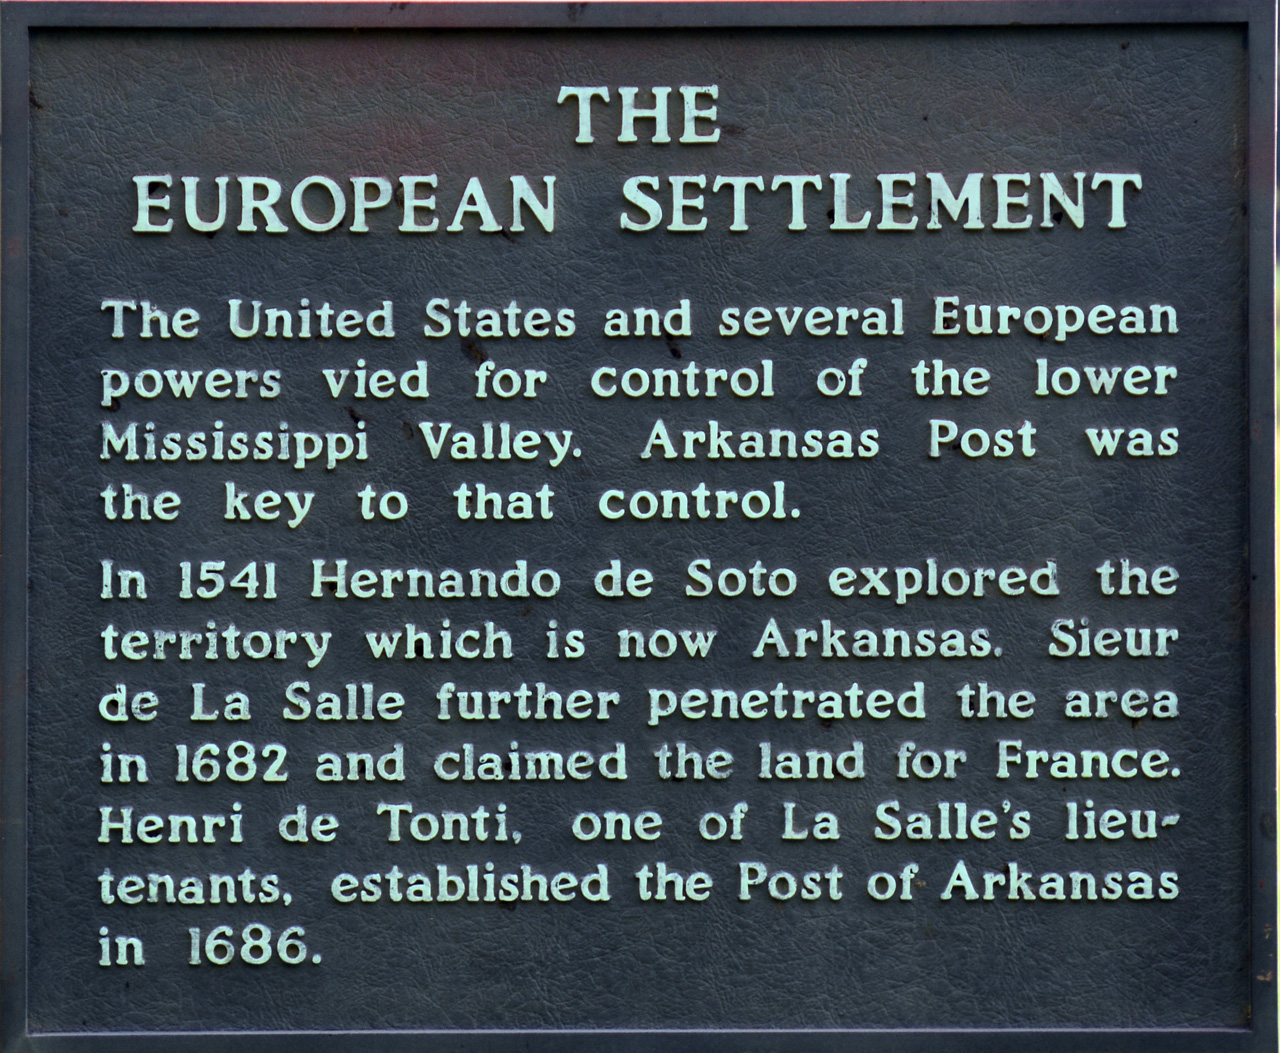 THE
EUROPEAN SETTLEMENT
The United States and several European
powers vied for control of the lower
Mississippi Valley. Arkansas Post was
the key to that control.
In 1541 Hernando de Soto explored the
territory which is now Arkansas. Sieur
de La Salle further penetrated the area
in 1682 and claimed the land for France.
Henri de Tonti, one of La Salle's lieu-
tenants, established the Post of Arkansas
in 1686.